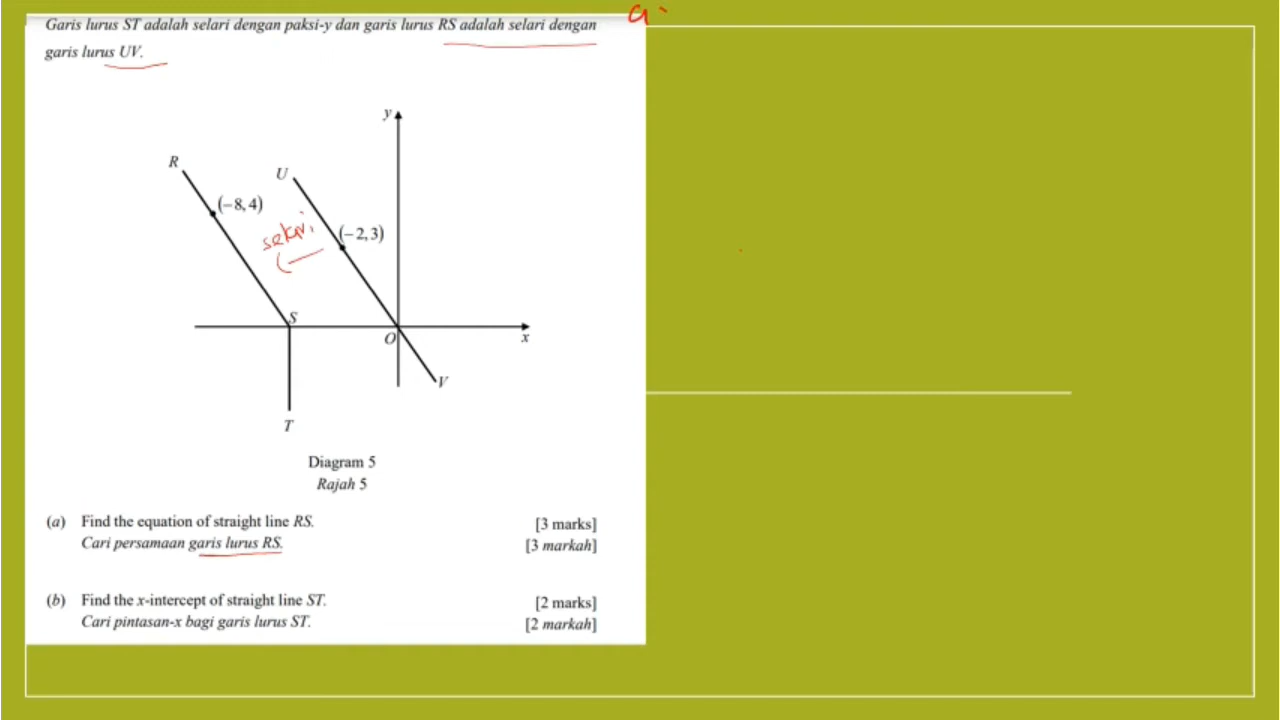 Garis lurus ST adalah selari dengan paksi-y dan garis lurus RS adalah selari dengan
garis lurus UV.
a:
y
R
U
(−8, 4)
selari
(−2, 3)
S
O
x
V
T
Diagram 5
Rajah 5
(a) Find the equation of straight line RS. [3 marks]
Cari persamaan garis lurus RS. [3 markah]
(b) Find the x-intercept of straight line ST. [2 marks]
Cari pintasan-x bagi garis lurus ST. [2 markah]